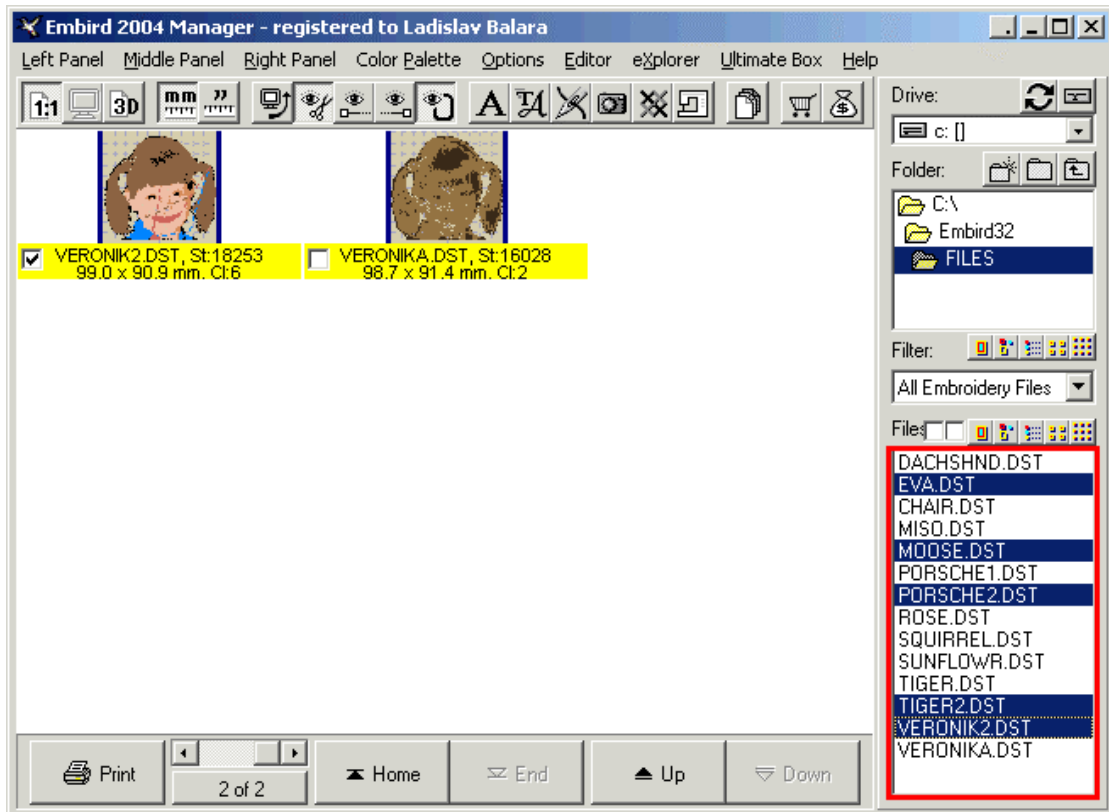 Embird 2004 Manager - registered to Ladislav Balara
Left Panel Middle Panel Right Panel Color Palette Options Editor eXplorer Ultimate Box Help
1:1 3D mm ,, A TA
VERONIK2.DST, St:18253
99.0 x 90.9 mm. Cl:6
VERONIKA.DST, St:16028
98.7 x 91.4 mm. Cl:2
Drive:
c: []
Folder:
C:\
Embird32
FILES
Filter:
All Embroidery Files
Files
DACHSHND.DST
EVA.DST
CHAIR.DST
MISO.DST
MOOSE.DST
PORSCHE1.DST
PORSCHE2.DST
ROSE.DST
SQUIRREL.DST
SUNFLOWR.DST
TIGER.DST
TIGER2.DST
VERONIK2.DST
VERONIKA.DST
Print
2 of 2
Home
End
Up
Down